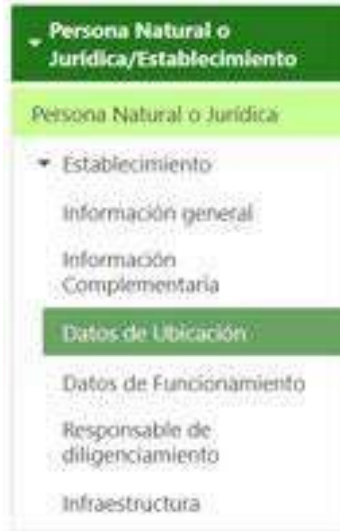 Persona Natural o
Jurídica/Establecimiento
Persona Natural o Jurídica
Establecimiento
Información general
Información
Complementaria
Datos de Ubicación
Datos de Funcionamiento
Responsable de
diligenciamiento
Infraestructura